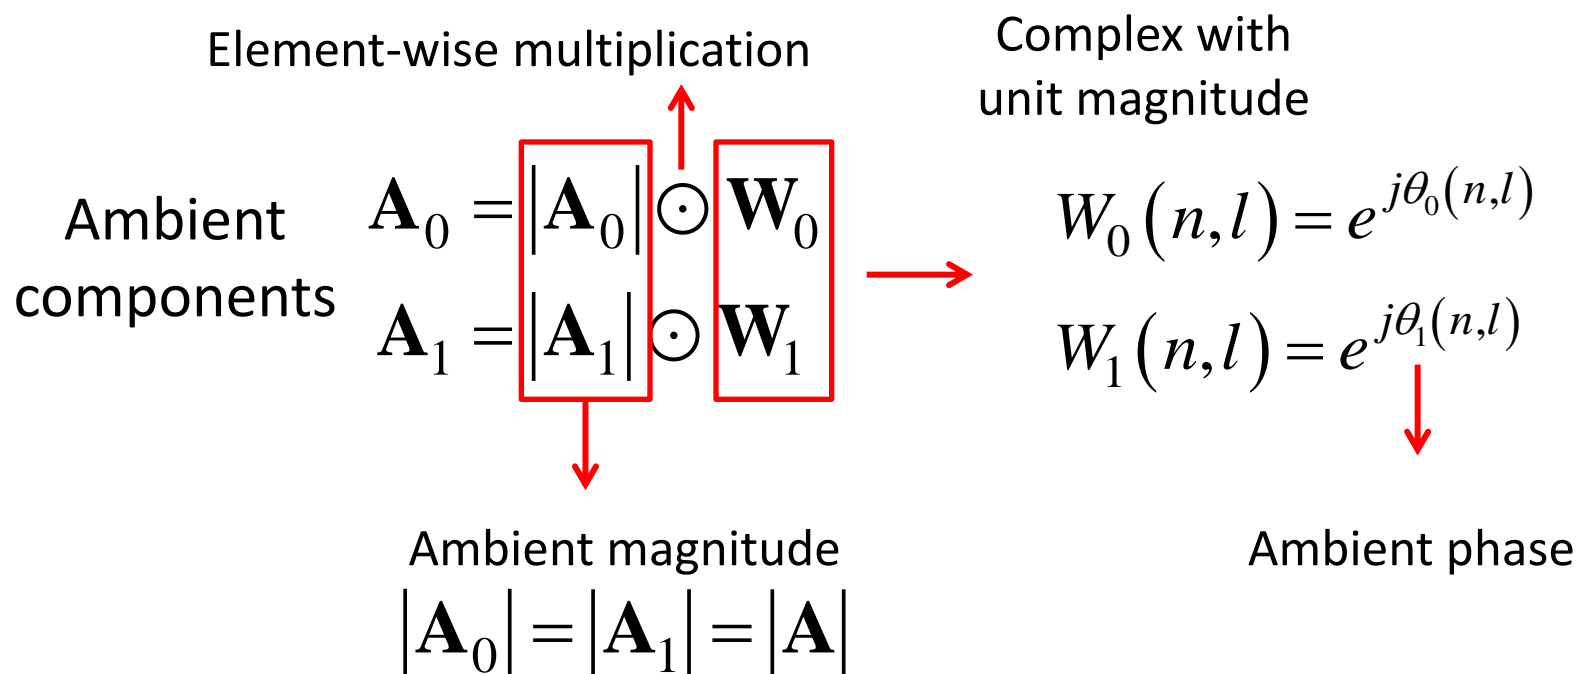 Element-wise multiplication
Complex with
unit magnitude
Ambient
components
𝐀₀ = |𝐀₀| ⊙ 𝐖₀
𝐀₁ = |𝐀₁| ⊙ 𝐖₁
W₀(n,l) = e^{jθ₀(n,l)}
W₁(n,l) = e^{jθ₁(n,l)}
Ambient magnitude
|𝐀₀| = |𝐀₁| = |𝐀|
Ambient phase